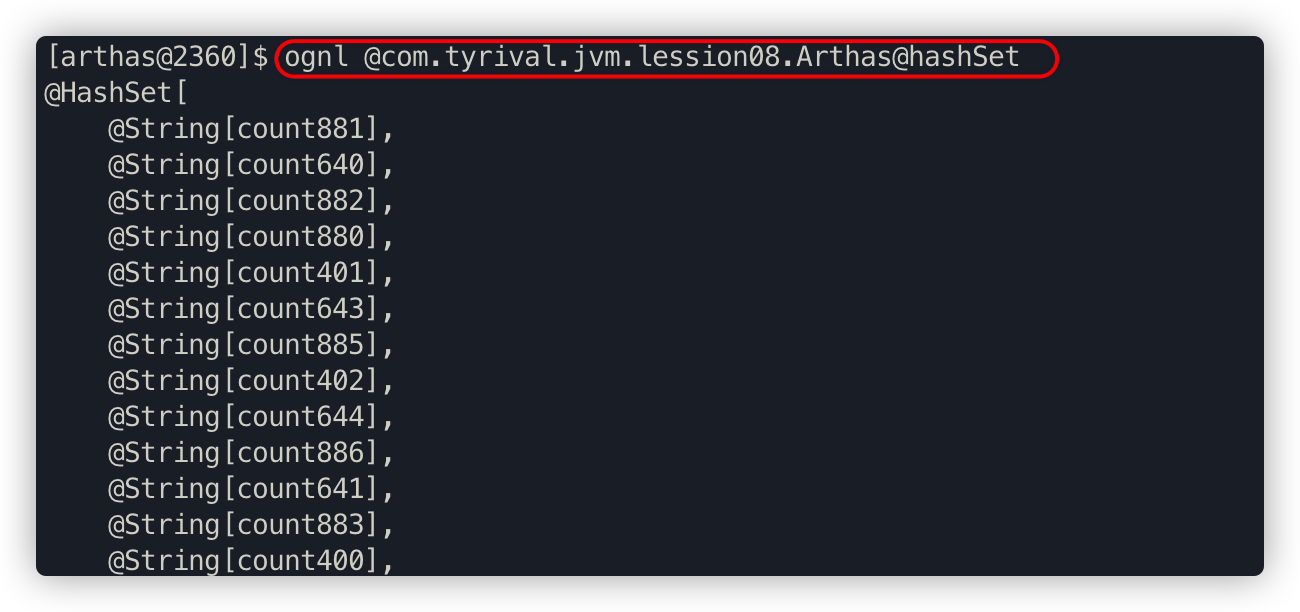 [arthas@2360]$ ognl @com.tyrival.jvm.lession08.Arthas@hashSet
@HashSet[
    @String[count881],
    @String[count640],
    @String[count882],
    @String[count880],
    @String[count401],
    @String[count643],
    @String[count885],
    @String[count402],
    @String[count644],
    @String[count886],
    @String[count641],
    @String[count883],
    @String[count400],